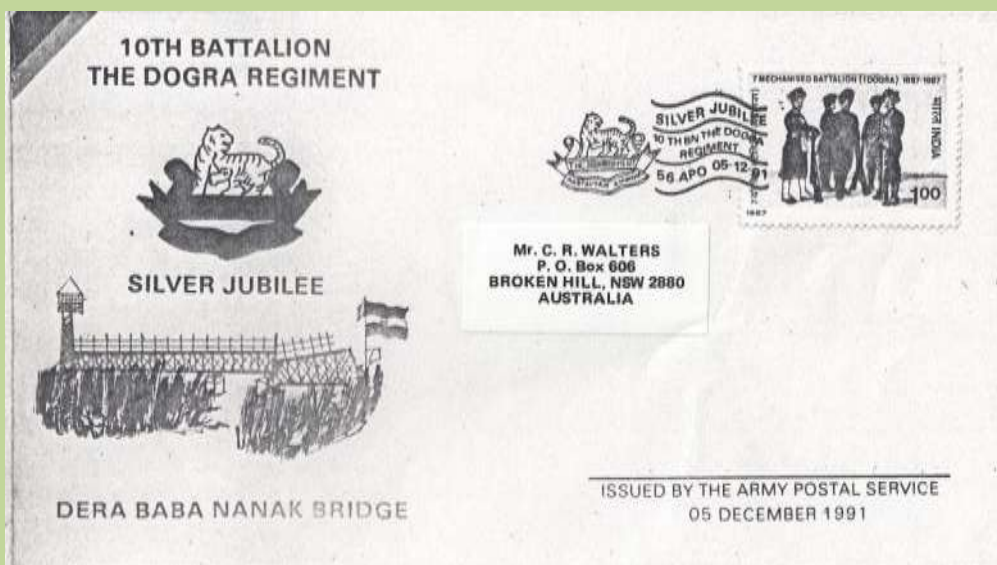 10TH BATTALION
THE DOGRA REGIMENT
SILVER JUBILEE
DERA BABA NANAK BRIDGE
SILVER JUBILEE
10 TH BN THE DOGRA
REGIMENT
56 APO 05-12-91
7 MECHANISED BATTALION (1 DOGRA) 1887-1987
भारत INDIA
100
1987
Mr. C. R. WALTERS
P. O. Box 606
BROKEN HILL, NSW 2880
AUSTRALIA
ISSUED BY THE ARMY POSTAL SERVICE
05 DECEMBER 1991